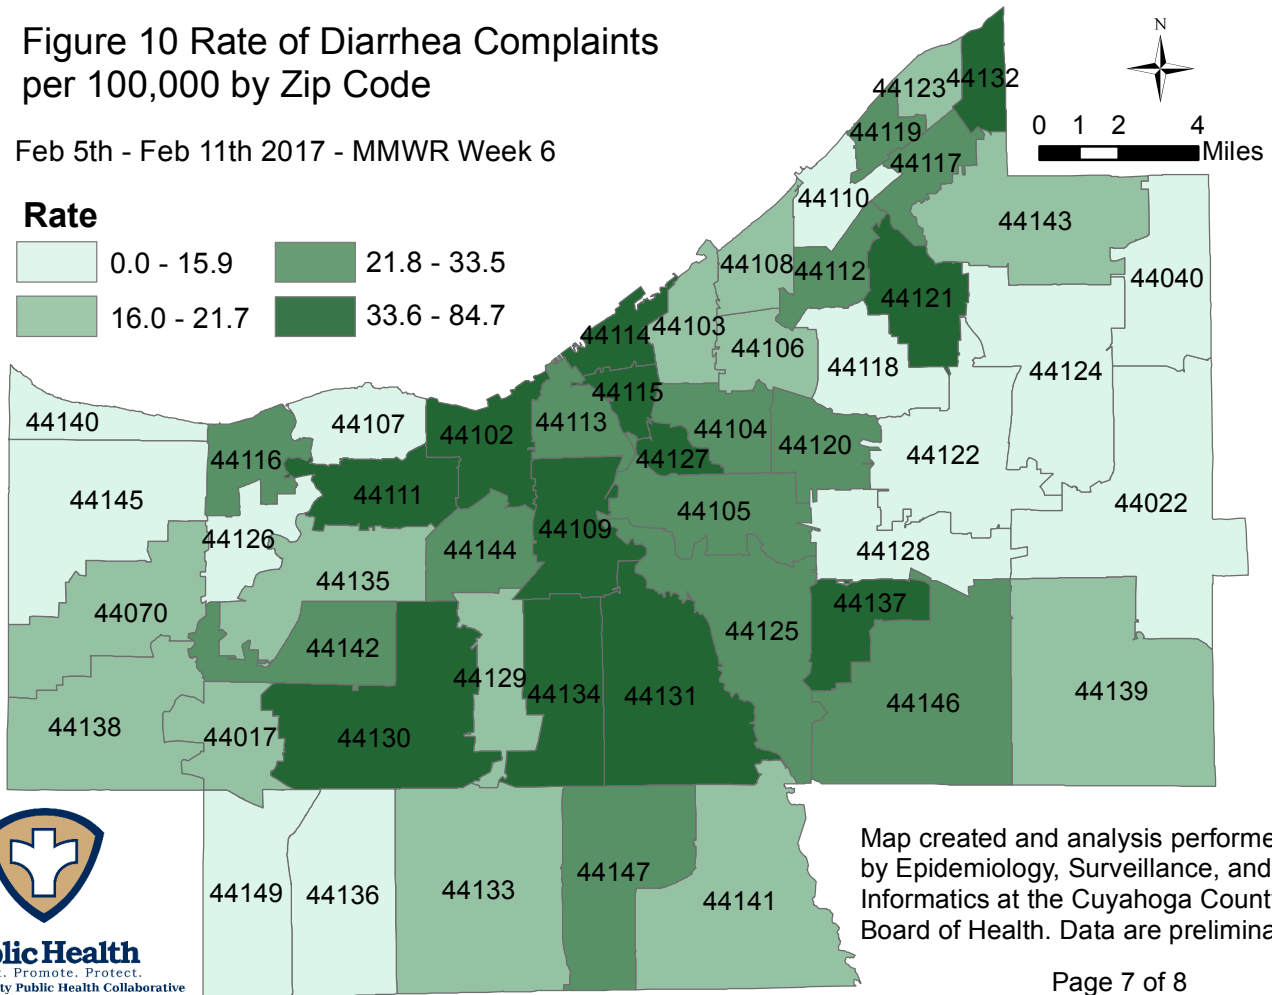 Figure 10 Rate of Diarrhea Complaints
per 100,000 by Zip Code
Feb 5th - Feb 11th 2017 - MMWR Week 6
Rate
0.0 - 15.9
21.8 - 33.5
16.0 - 21.7
33.6 - 84.7
N
0 1 2 4
Miles
44123
44132
44119
44117
44110
44143
44108
44112
44040
44121
44114
44103
44106
44118
44124
44115
44140
44107
44102
44113
44104
44120
44122
44116
44127
44145
44111
44105
44022
44126
44109
44144
44128
44135
44070
44137
44125
44142
44129
44134
44131
44146
44139
44138
44017
44130
44149
44136
44133
44147
44141
Map created and analysis performe
by Epidemiology, Surveillance, and
Informatics at the Cuyahoga Count
Board of Health. Data are prelimina
blic Health
t. Promote. Protect.
ty Public Health Collaborative
Page 7 of 8